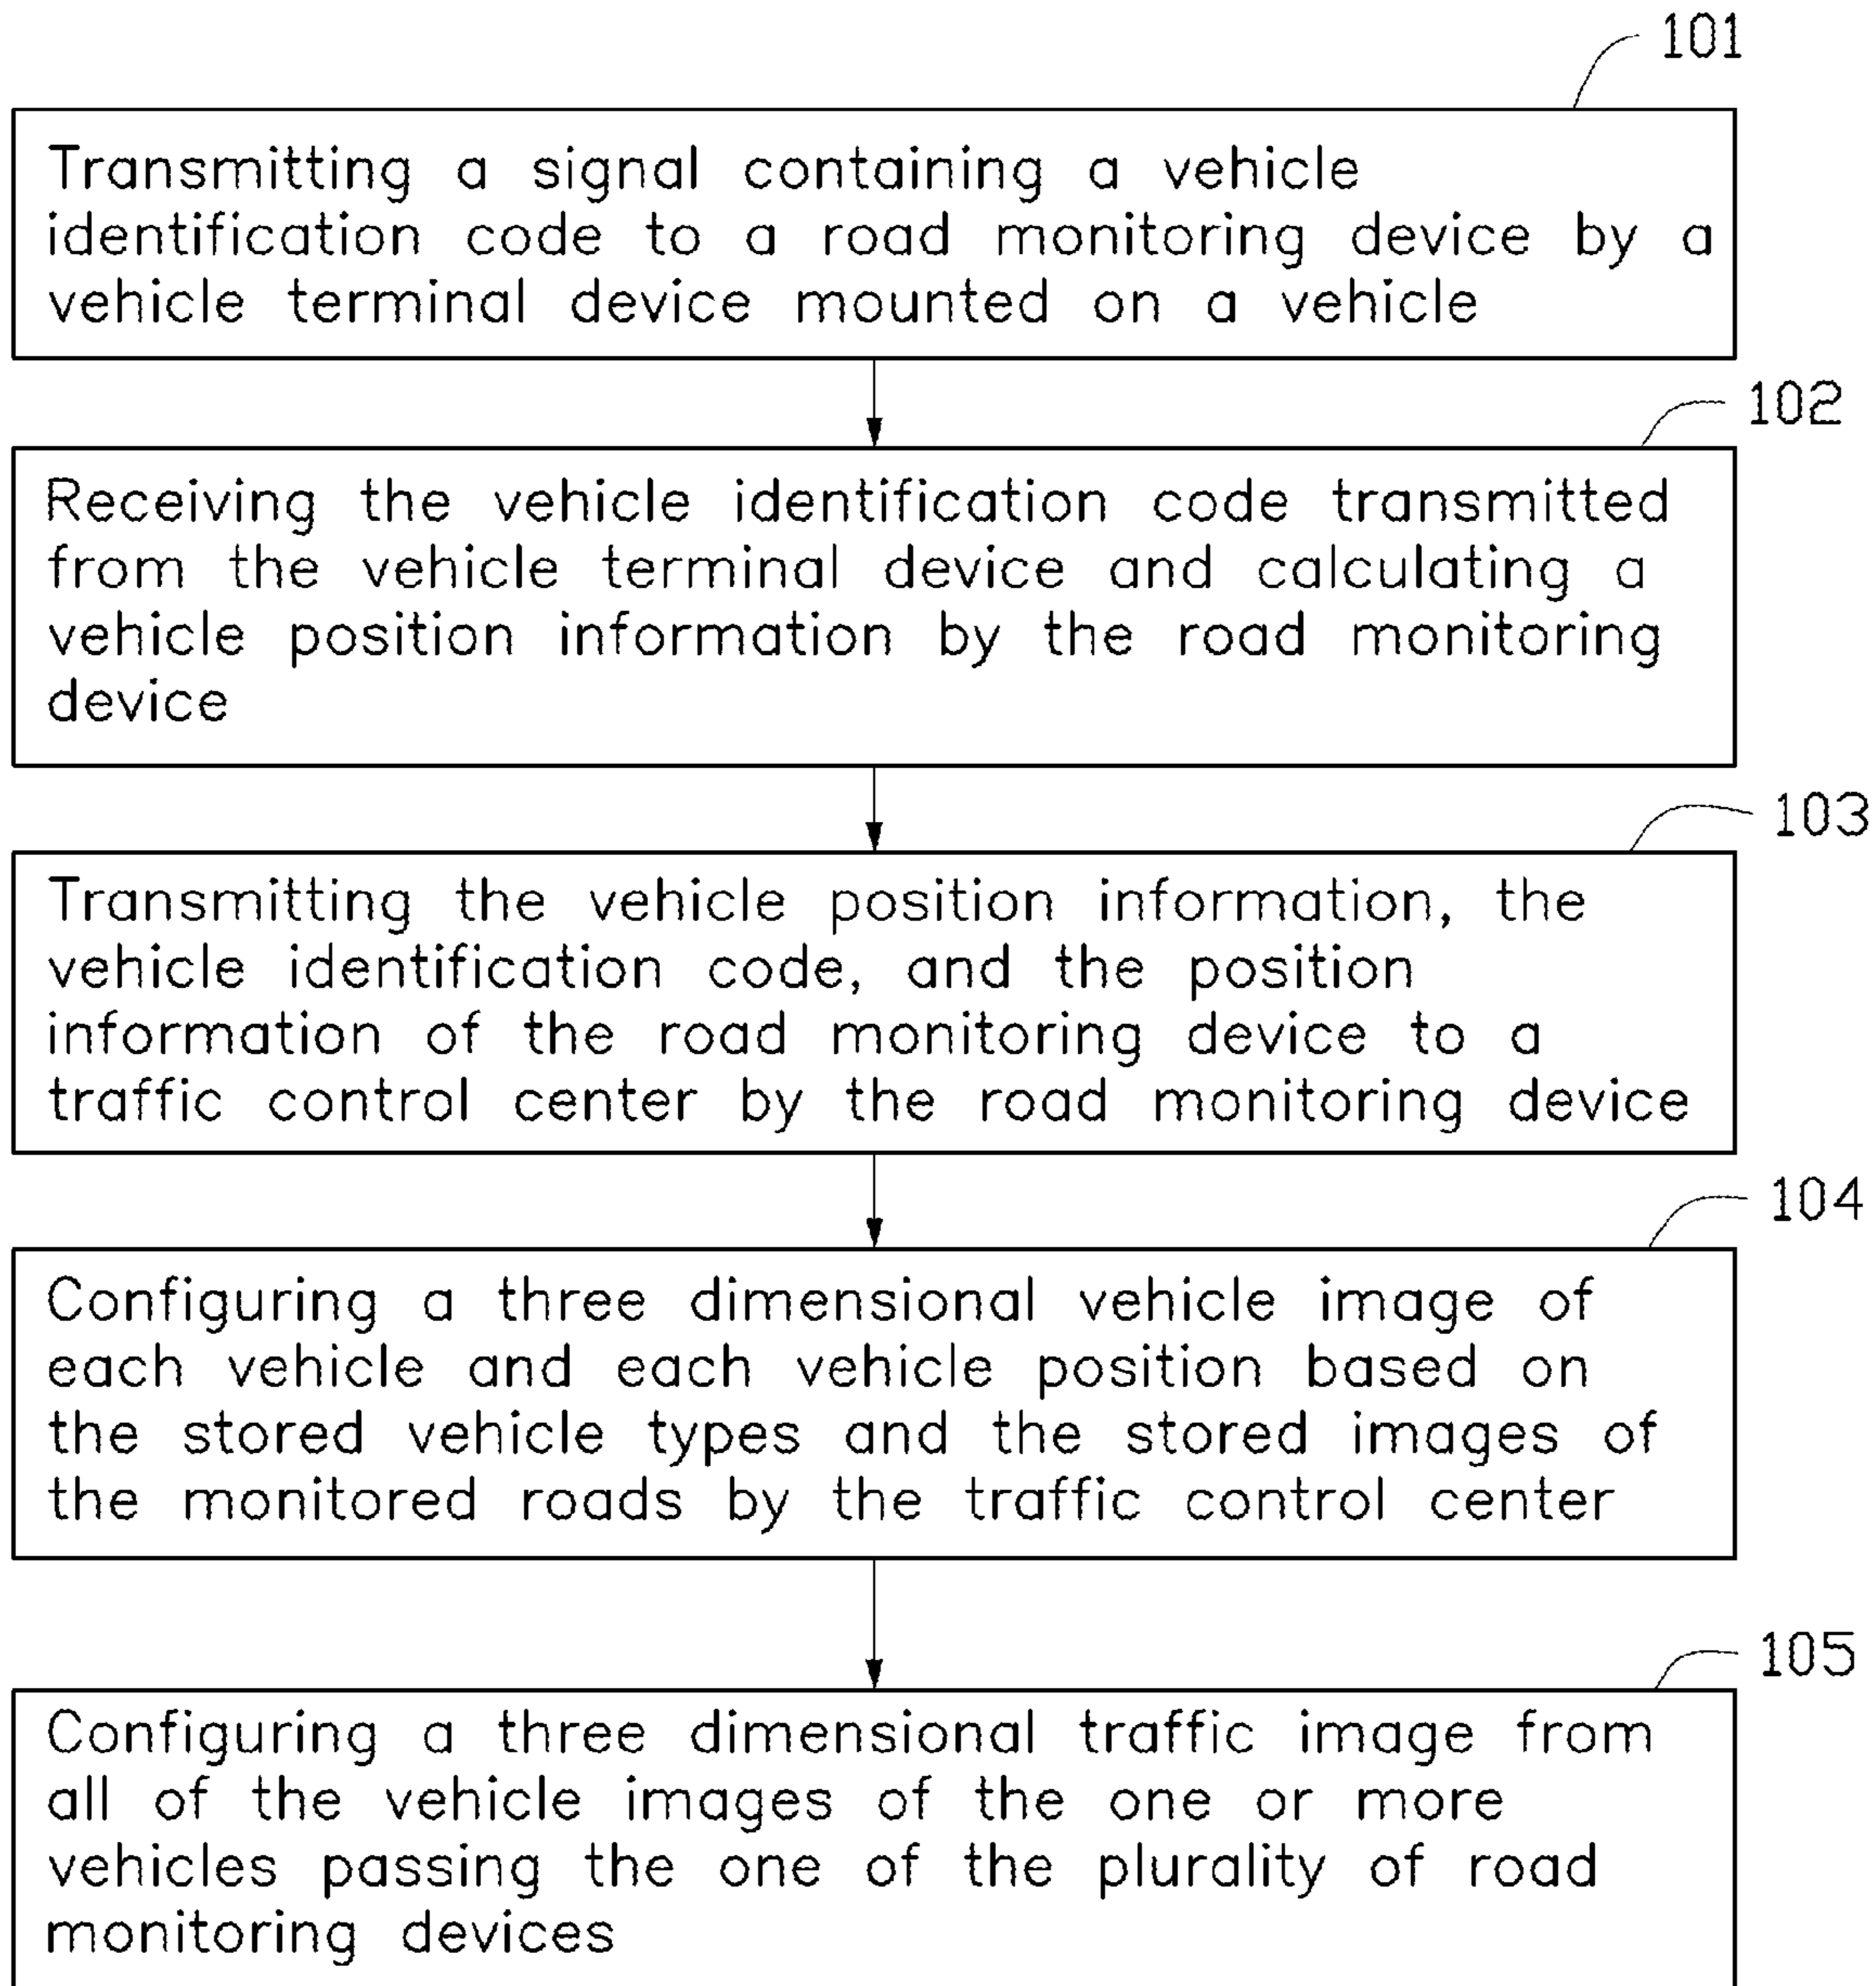 101
Transmitting a signal containing a vehicle
identification code to a road monitoring device by a
vehicle terminal device mounted on a vehicle
102
Receiving the vehicle identification code transmitted
from the vehicle terminal device and calculating a
vehicle position information by the road monitoring
device
103
Transmitting the vehicle position information, the
vehicle identification code, and the position
information of the road monitoring device to a
traffic control center by the road monitoring device
104
Configuring a three dimensional vehicle image of
each vehicle and each vehicle position based on
the stored vehicle types and the stored images of
the monitored roads by the traffic control center
105
Configuring a three dimensional traffic image from
all of the vehicle images of the one or more
vehicles passing the one of the plurality of road
monitoring devices